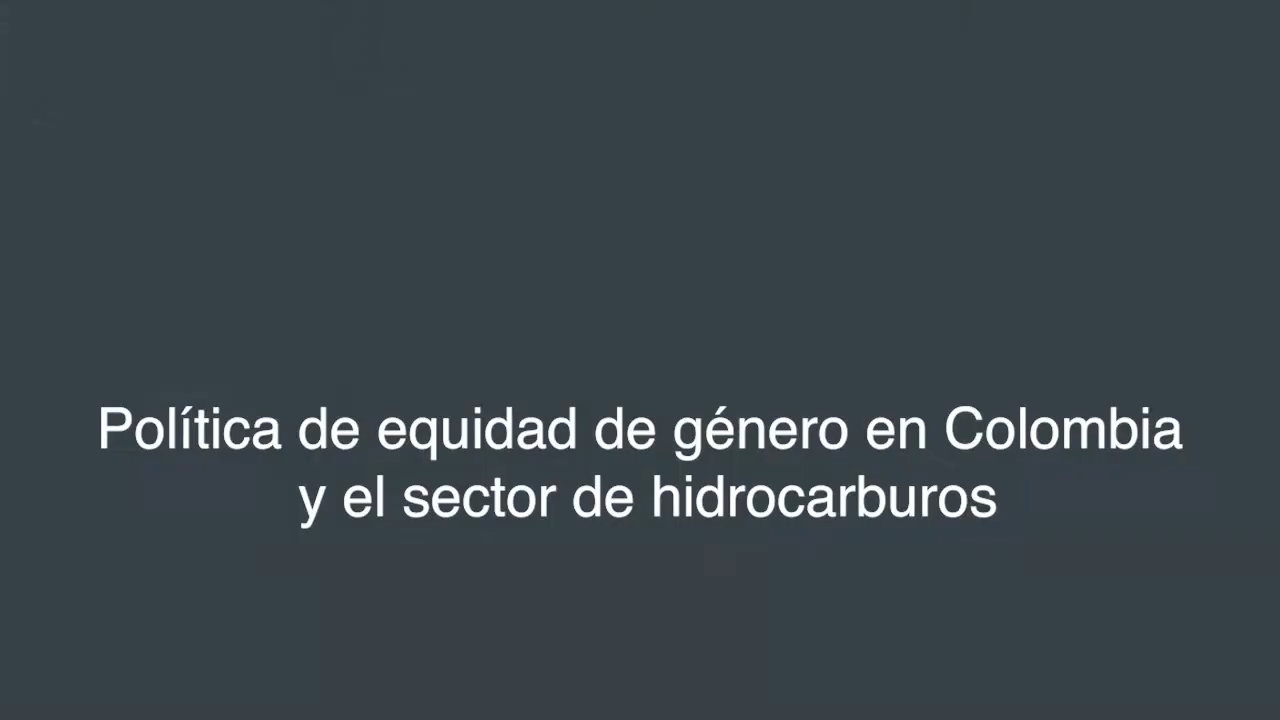 Política de equidad de género en Colombia
y el sector de hidrocarburos